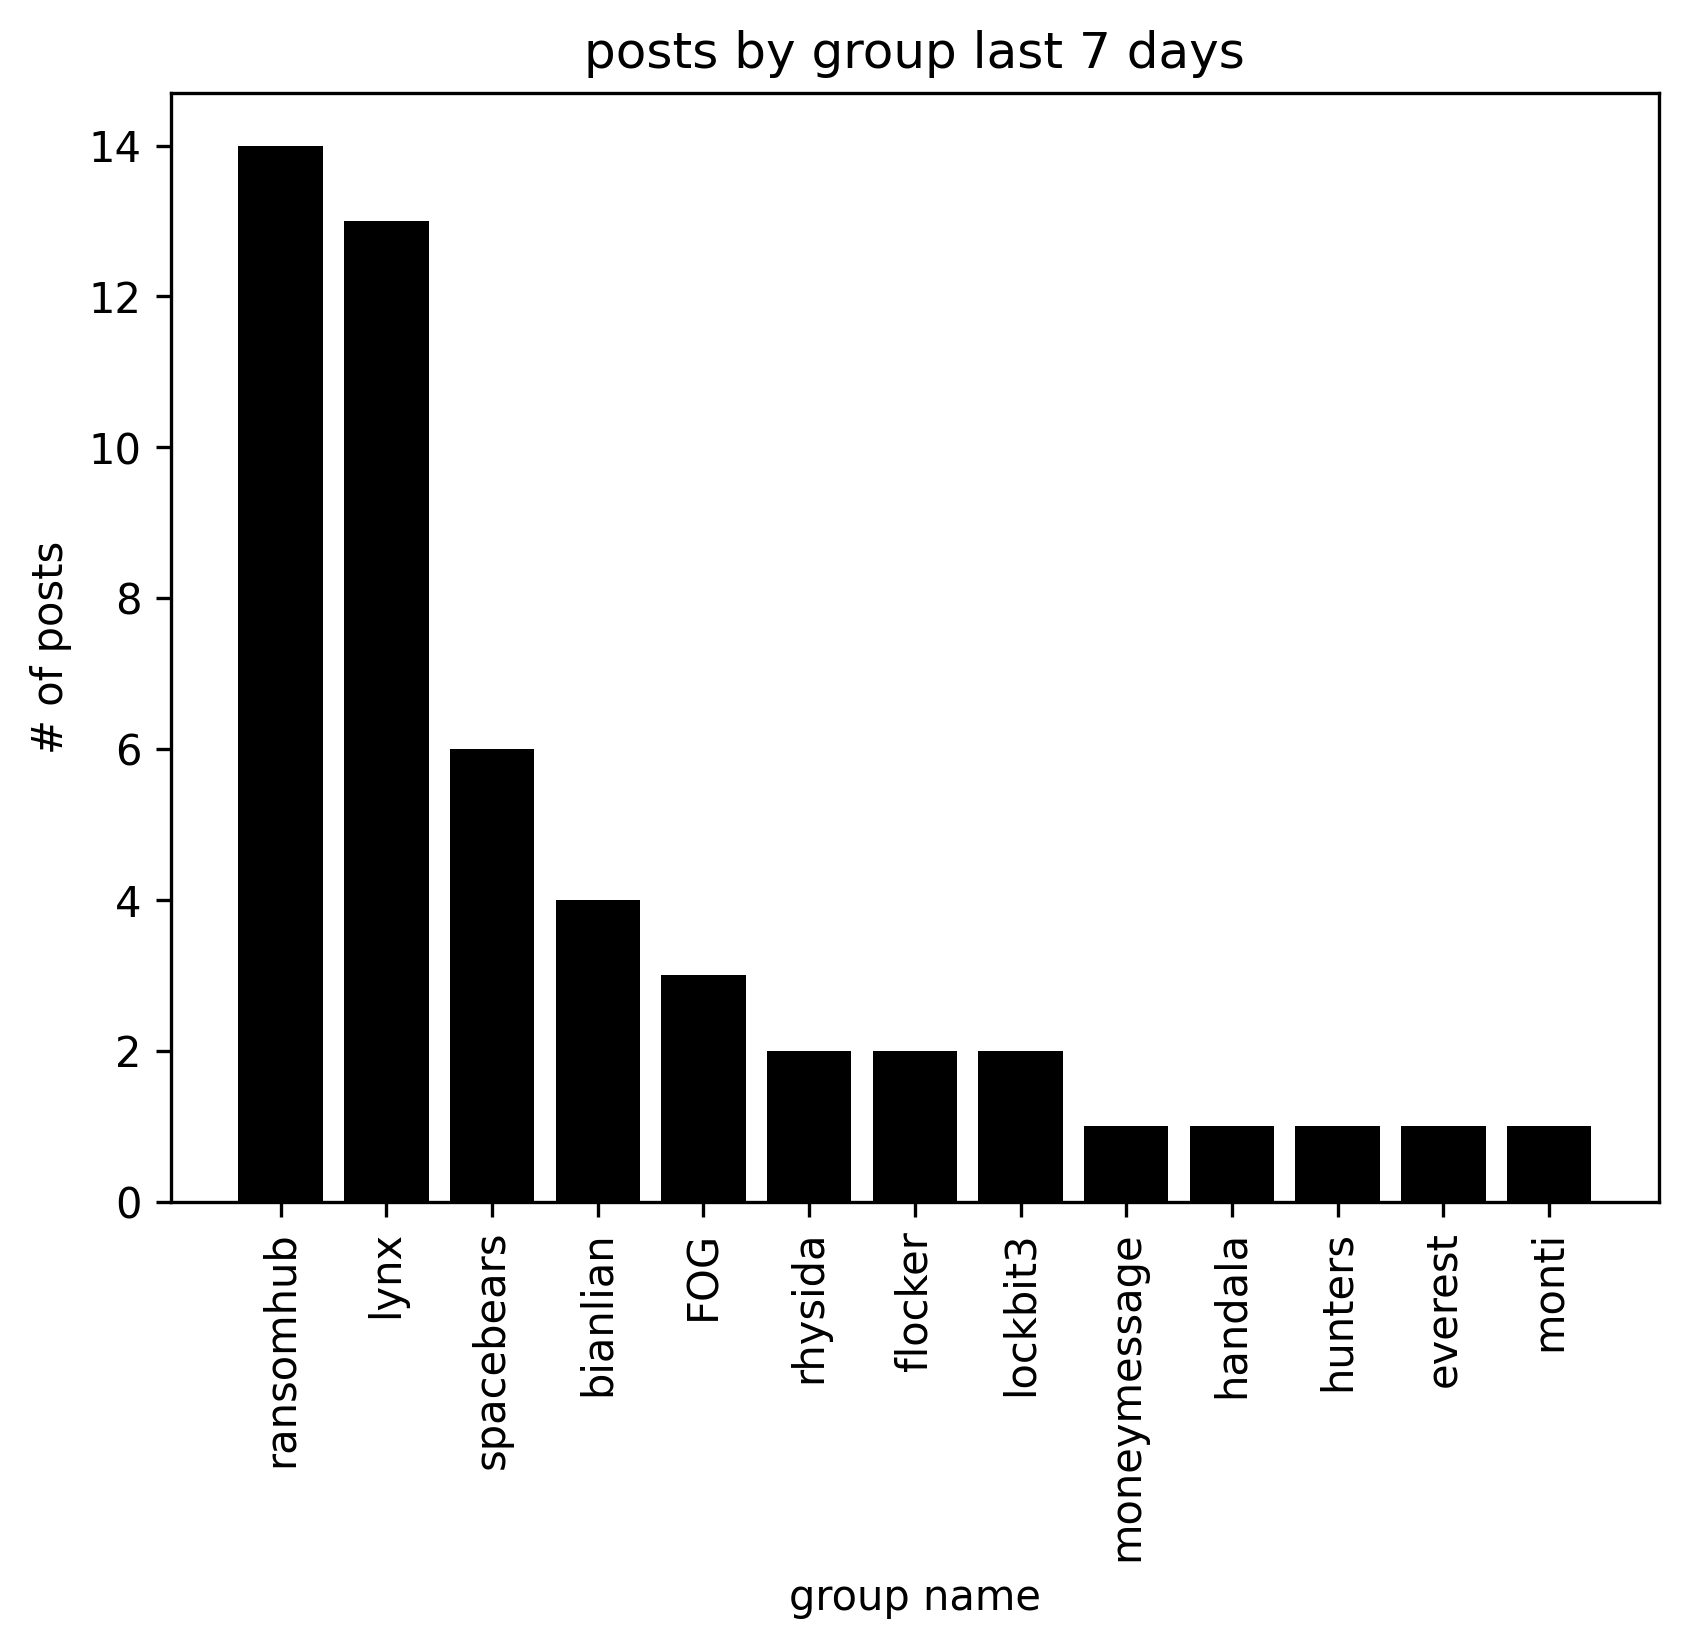 posts by group last 7 days
14
12
10
8
6
4
2
0
# of posts
ransomhub
lynx
spacebears
bianlian
FOG
rhysida
flocker
lockbit3
moneymessage
handala
hunters
everest
monti
group name